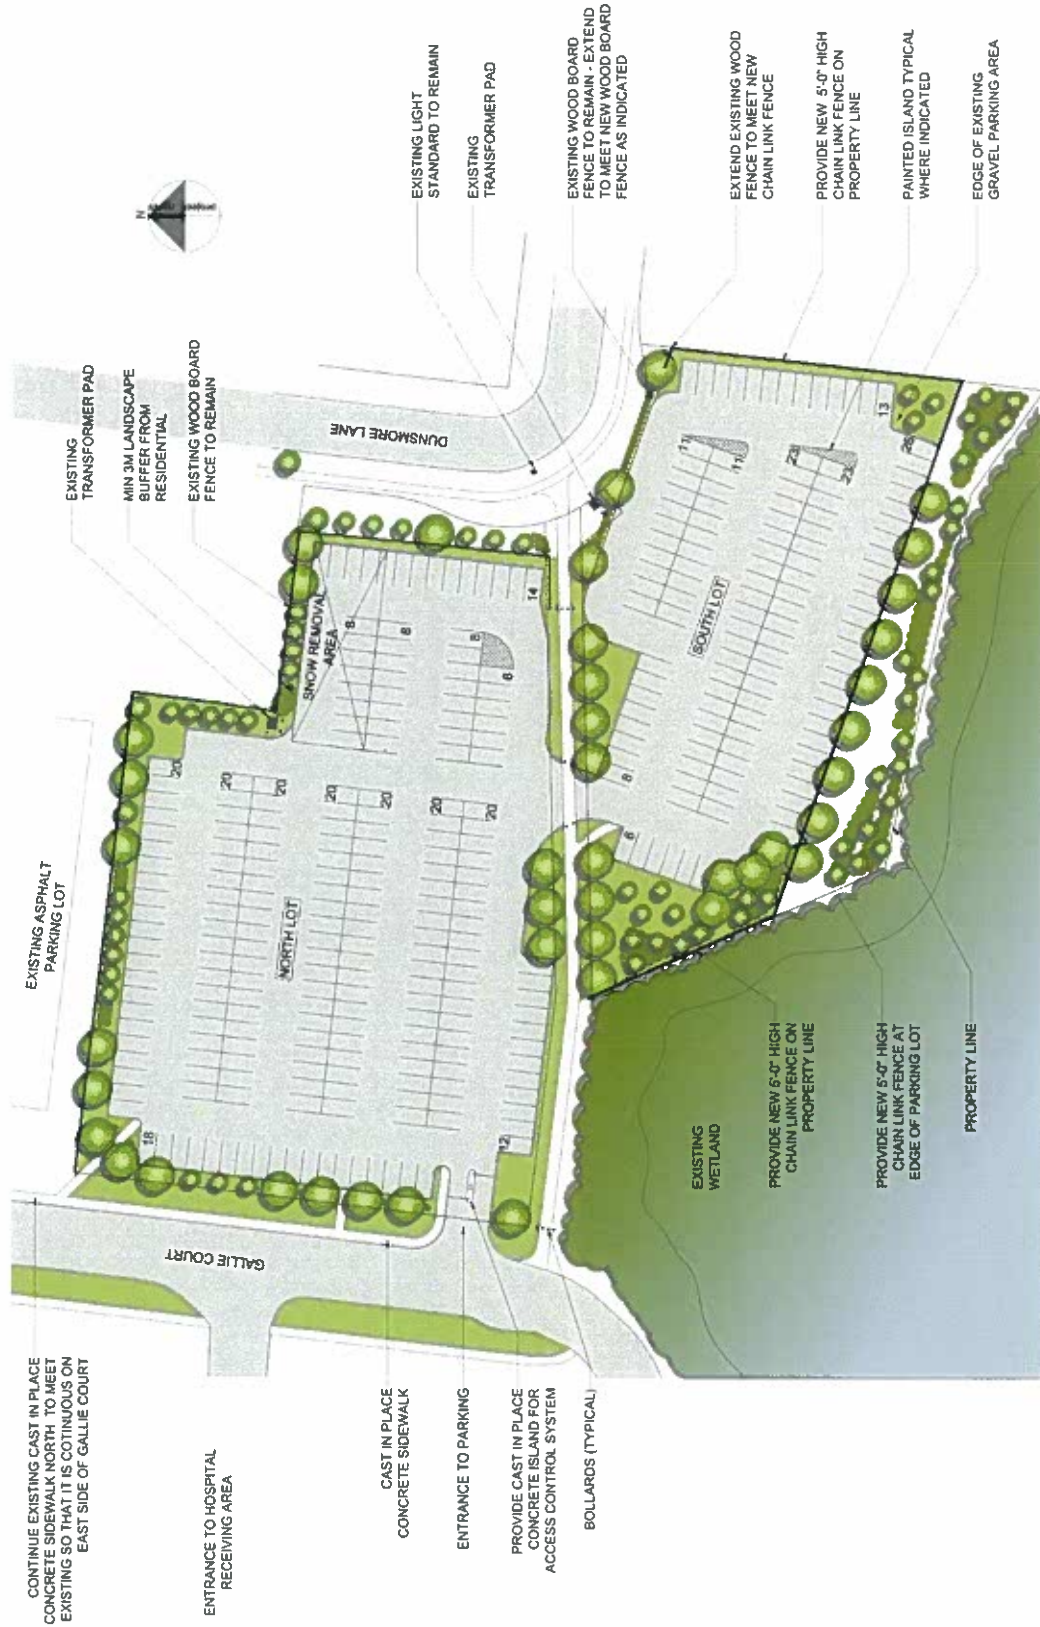 CONTINUE EXISTING CAST IN PLACE
CONCRETE SIDEWALK NORTH TO MEET
EXISTING SO THAT IT IS COTINUOUS ON
EAST SIDE OF GALLIE COURT
ENTRANCE TO HOSPITAL
RECEIVING AREA
CAST IN PLACE
CONCRETE SIDEWALK
ENTRANCE TO PARKING
PROVIDE CAST IN PLACE
CONCRETE ISLAND FOR
ACCESS CONTROL SYSTEM
BOLLARDS (TYPICAL)
GALLIE COURT
EXISTING ASPHALT
PARKING LOT
NORTH LOT
18
20
20
20
20
20
20
20
12
SNOW REMOVAL
AREA
8
8
8
8
14
EXISTING
TRANSFORMER PAD
MIN 3M LANDSCAPE
BUFFER FROM
RESIDENTIAL
EXISTING WOOD BOARD
FENCE TO REMAIN
DUNSMORE LANE
N
EXISTING LIGHT
STANDARD TO REMAIN
EXISTING
TRANSFORMER PAD
EXISTING WOOD BOARD
FENCE TO REMAIN - EXTEND
TO MEET NEW WOOD BOARD
FENCE AS INDICATED
EXTEND EXISTING WOOD
FENCE TO MEET NEW
CHAIN LINK FENCE
PROVIDE NEW 5'-0" HIGH
CHAIN LINK FENCE ON
PROPERTY LINE
PAINTED ISLAND TYPICAL
WHERE INDICATED
EDGE OF EXISTING
GRAVEL PARKING AREA
SOUTH LOT
6
8
11
11
23
23
13
26
EXISTING
WETLAND
PROVIDE NEW 5'-0" HIGH
CHAIN LINK FENCE ON
PROPERTY LINE
PROVIDE NEW 5'-0" HIGH
CHAIN LINK FENCE AT
EDGE OF PARKING LOT
PROPERTY LINE